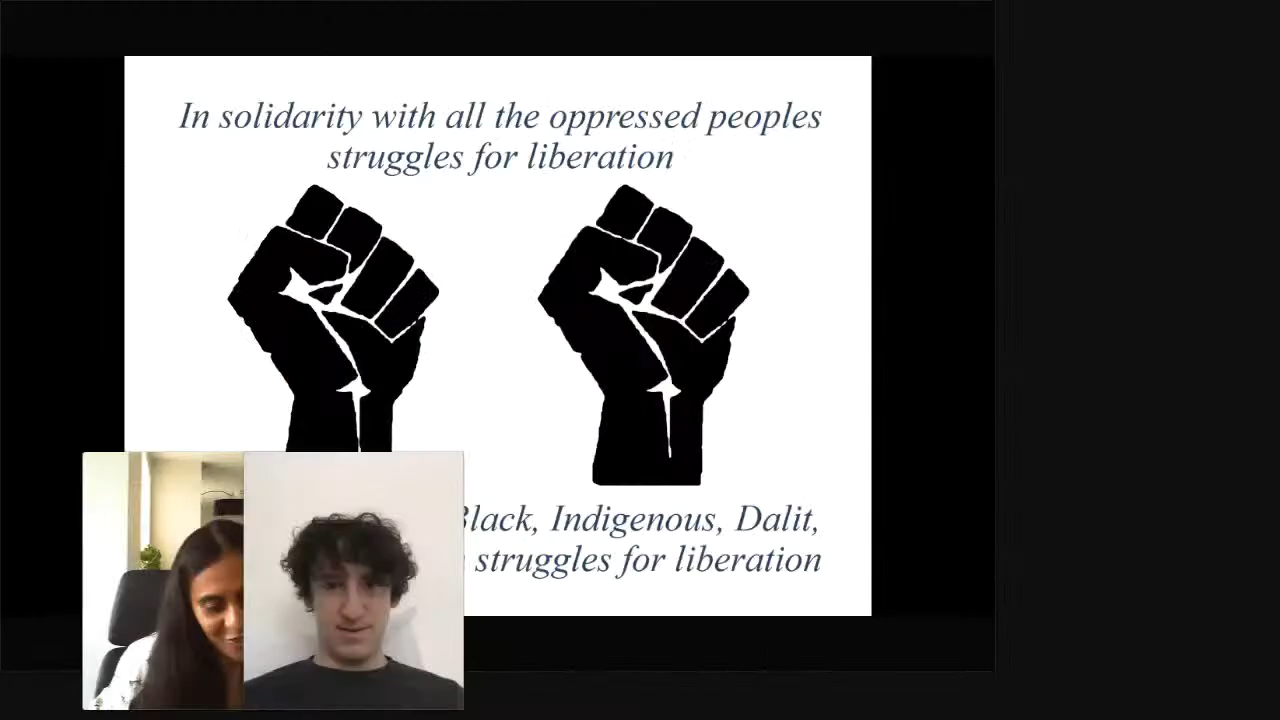 In solidarity with all the oppressed peoples
struggles for liberation
Black, Indigenous, Dalit,
struggles for liberation